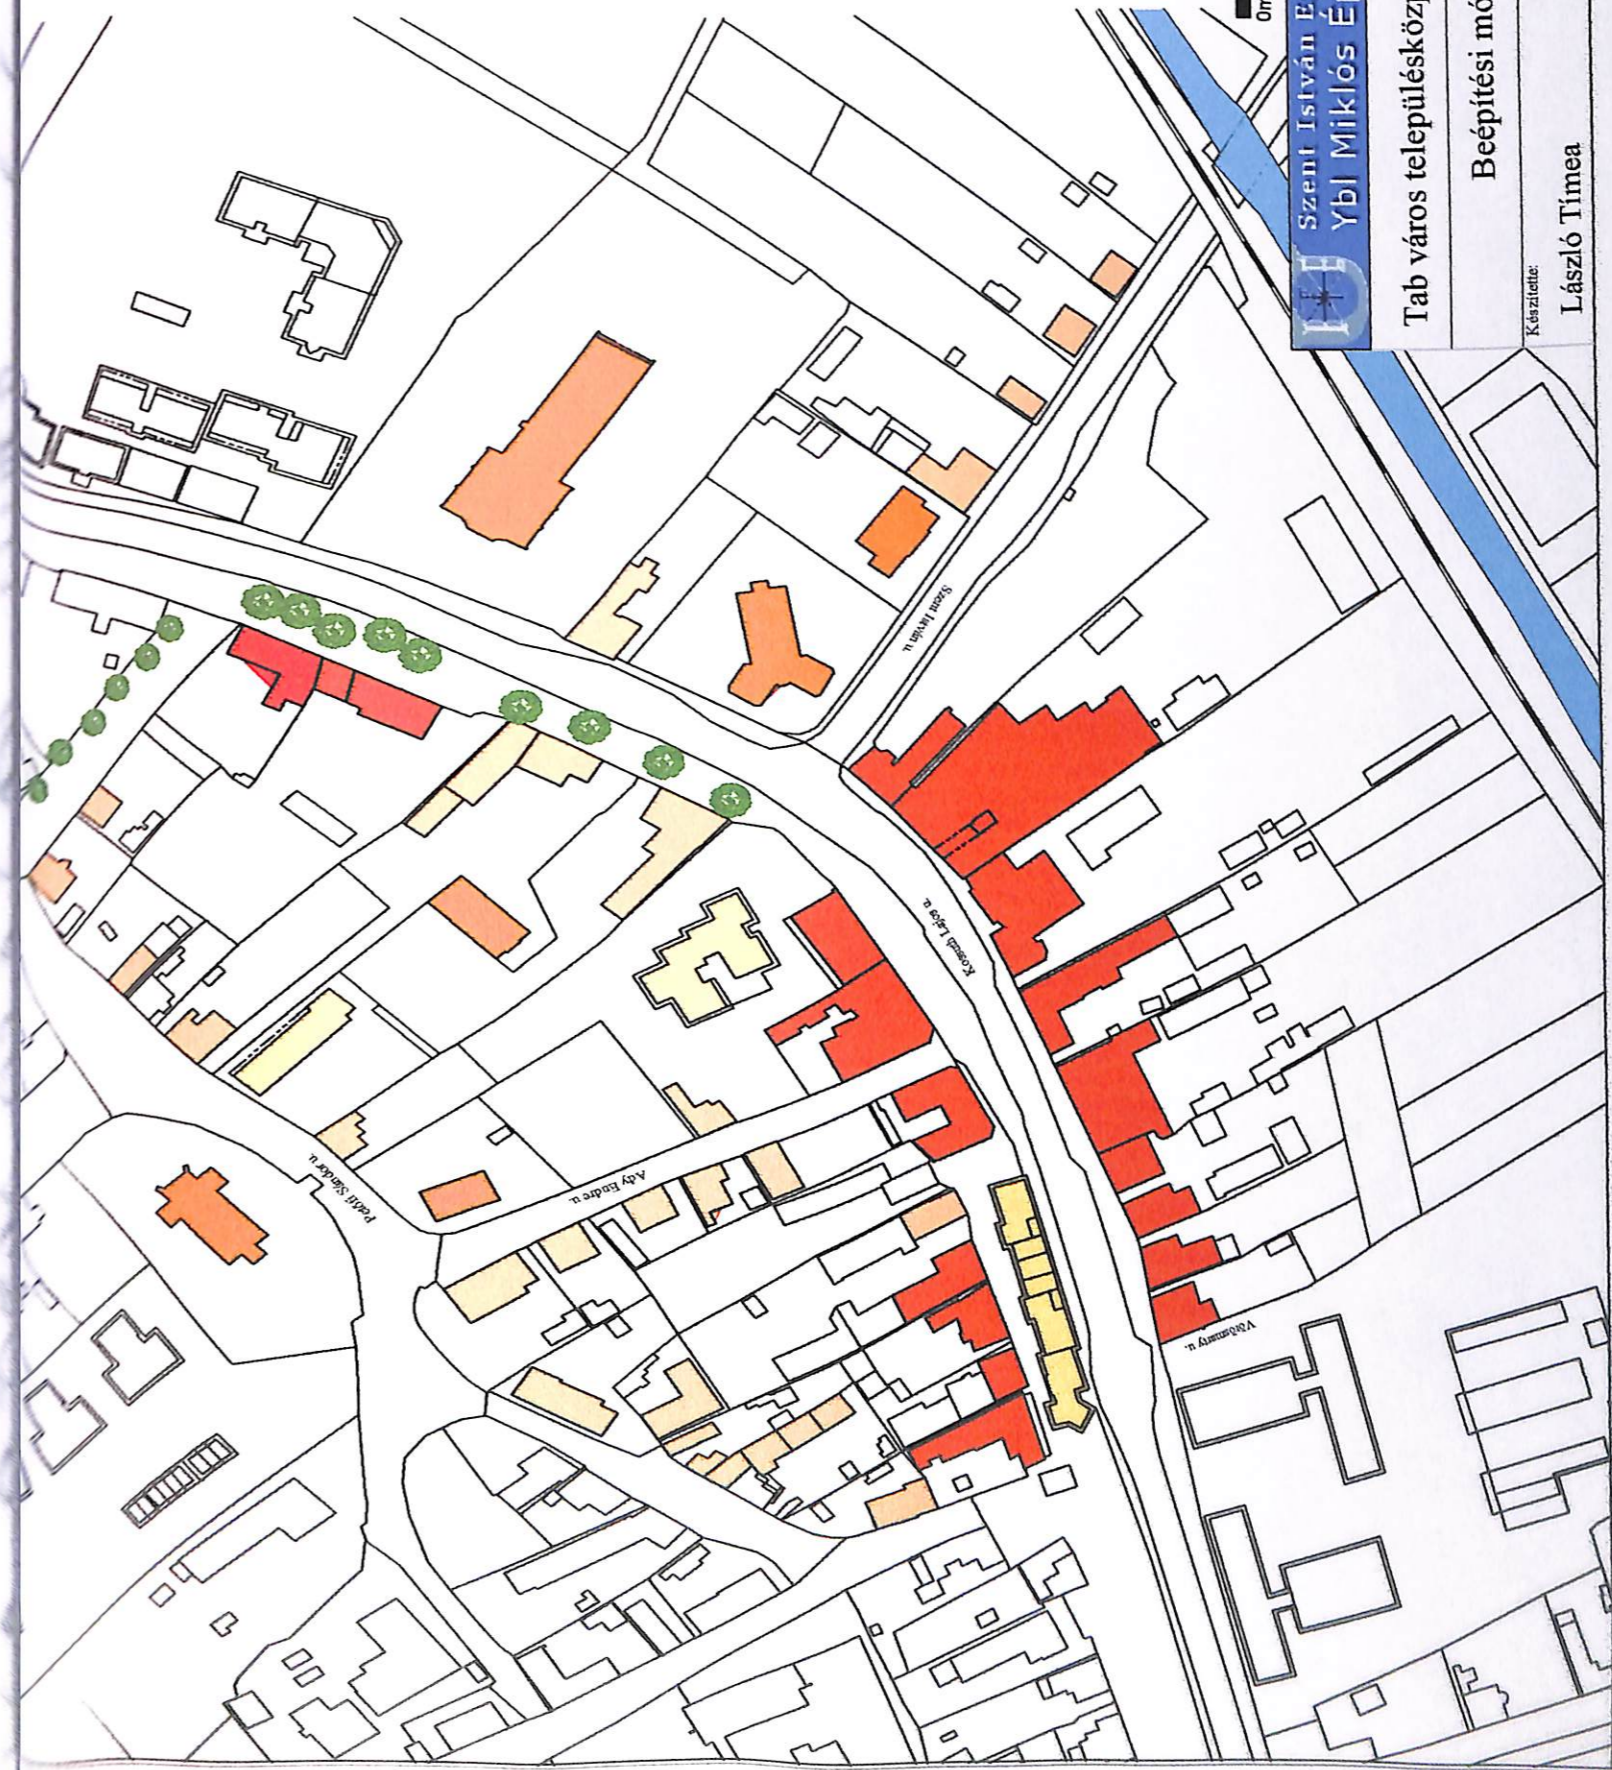 Szent István u.
Kossuth Lajos u.
Ady Endre u.
Petőfi Sándor u.
Vörösmarty u.
0m
Szent István E
Ybl Miklós É
Tab város településközp
Beépítési mó
Készítette:
László Tímea